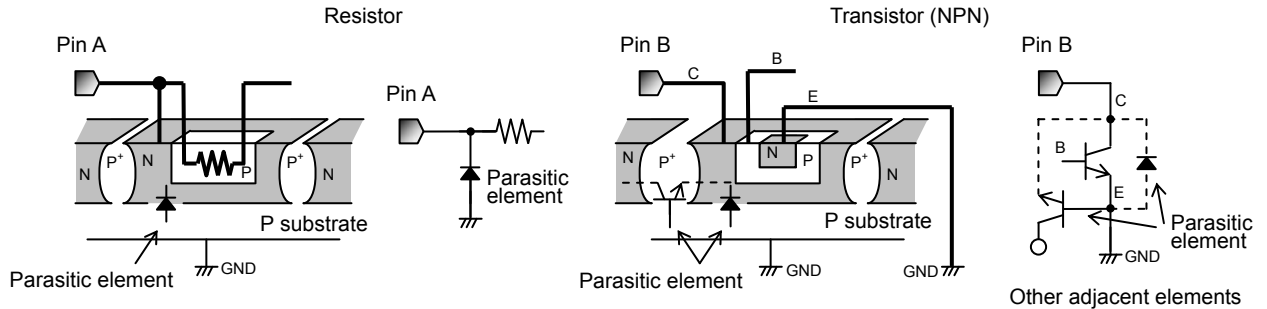 Resistor
Pin A
N
P+
N
P
P+
N
P substrate
Parasitic element
GND
Pin A
Parasitic
element
Transistor (NPN)
Pin B
C
B
E
N
P+
N
P
P+
N
P substrate
Parasitic element
GND
GND
Pin B
C
B
E
Parasitic
element
GND
Other adjacent elements